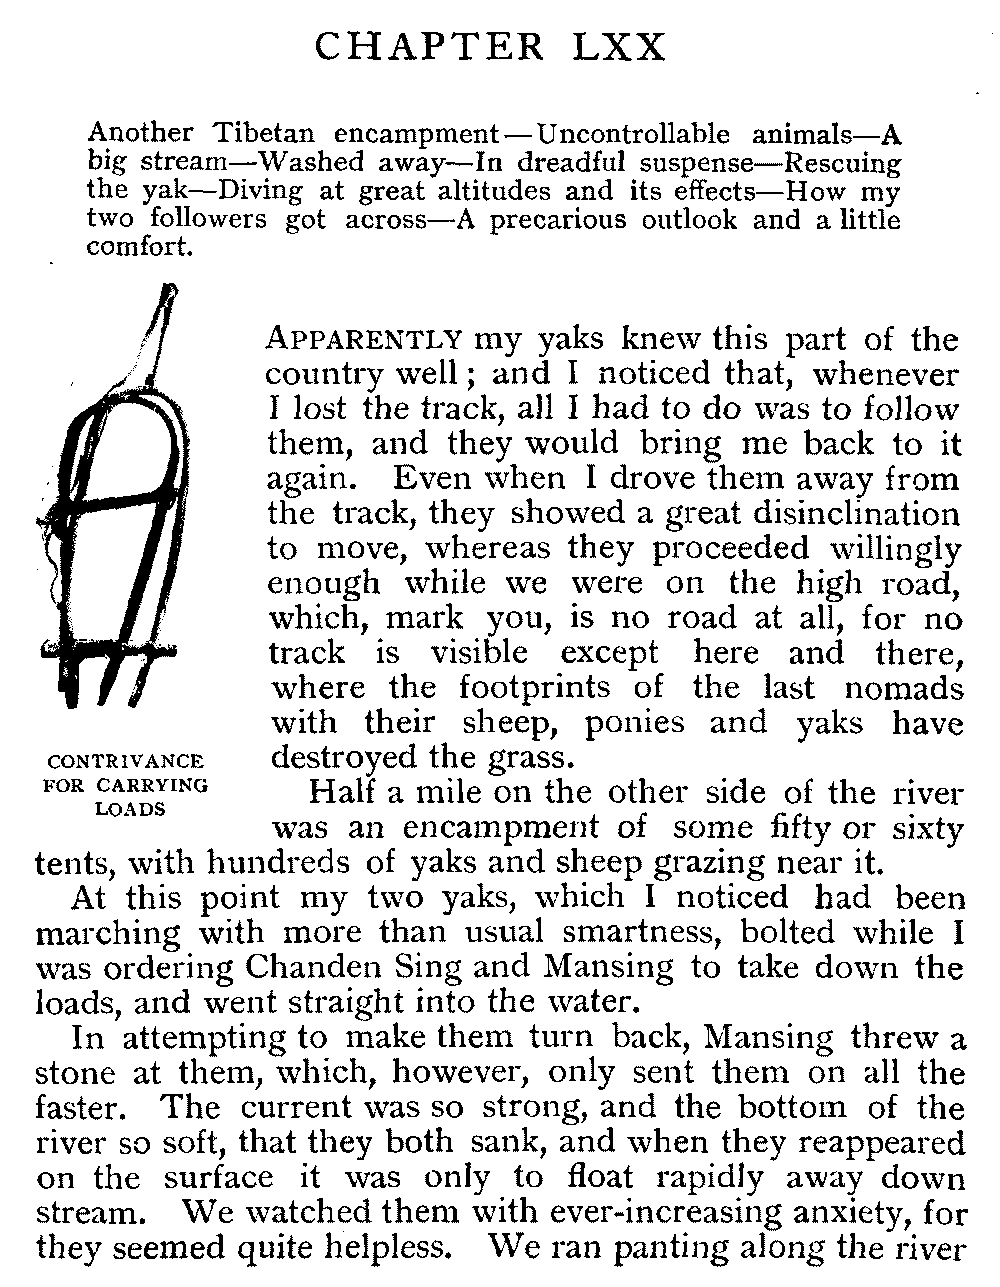 CHAPTER LXX
Another Tibetan encampment—Uncontrollable animals—A
big stream—Washed away—In dreadful suspense—Rescuing
the yak—Diving at great altitudes and its effects—How my
two followers got across—A precarious outlook and a little
comfort.
APPARENTLY my yaks knew this part of the
country well; and I noticed that, whenever
I lost the track, all I had to do was to follow
them, and they would bring me back to it
again. Even when I drove them away from
the track, they showed a great disinclination
to move, whereas they proceeded willingly
enough while we were on the high road,
which, mark you, is no road at all, for no
track is visible except here and there,
where the footprints of the last nomads
with their sheep, ponies and yaks have
destroyed the grass.
CONTRIVANCE
FOR CARRYING
LOADS
Half a mile on the other side of the river
was an encampment of some fifty or sixty
tents, with hundreds of yaks and sheep grazing near it.
At this point my two yaks, which I noticed had been
marching with more than usual smartness, bolted while I
was ordering Chanden Sing and Mansing to take down the
loads, and went straight into the water.
In attempting to make them turn back, Mansing threw a
stone at them, which, however, only sent them on all the
faster. The current was so strong, and the bottom of the
river so soft, that they both sank, and when they reappeared
on the surface it was only to float rapidly away down
stream. We watched them with ever-increasing anxiety, for
they seemed quite helpless. We ran panting along the river